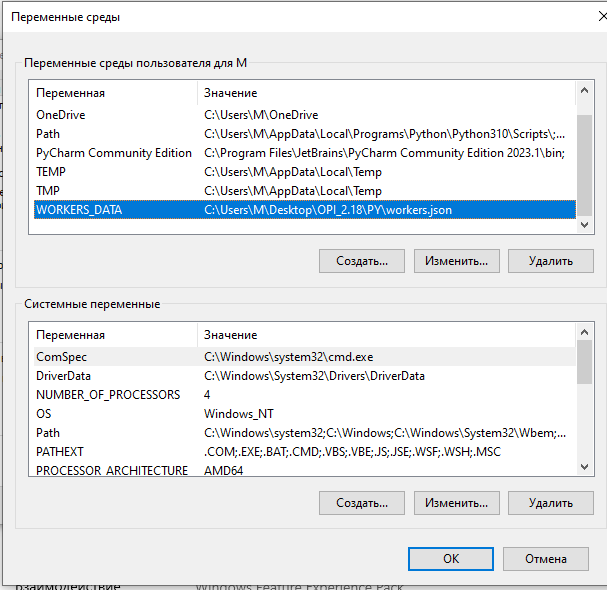 Переменные среды
Переменные среды пользователя для M
Переменная Значение
OneDrive C:\Users\M\OneDrive
Path C:\Users\M\AppData\Local\Programs\Python\Python310\Scripts\;...
PyCharm Community Edition C:\Program Files\JetBrains\PyCharm Community Edition 2023.1\bin;
TEMP C:\Users\M\AppData\Local\Temp
TMP C:\Users\M\AppData\Local\Temp
WORKERS_DATA C:\Users\M\Desktop\OPI_2.18\PY\workers.json
Создать... Изменить... Удалить
Системные переменные
Переменная Значение
ComSpec C:\Windows\system32\cmd.exe
DriverData C:\Windows\System32\Drivers\DriverData
NUMBER_OF_PROCESSORS 4
OS Windows_NT
Path C:\Windows\system32;C:\Windows;C:\Windows\System32\Wbem;...
PATHEXT .COM;.EXE;.BAT;.CMD;.VBS;.VBE;.JS;.JSE;.WSF;.WSH;.MSC
PROCESSOR_ARCHITECTURE AMD64
Создать... Изменить... Удалить
OK Отмена
Взаимодействие Windows Feature Experience Pack